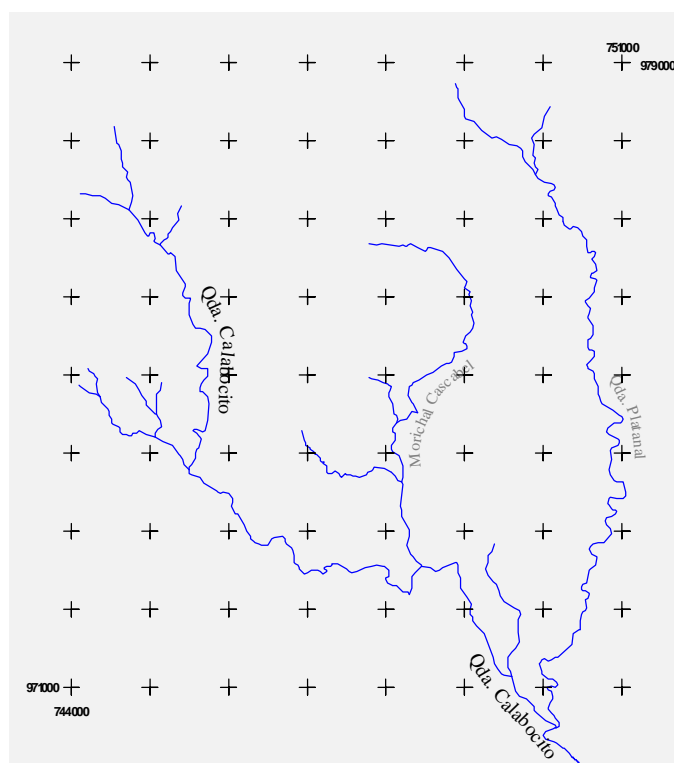 751000
979000
Qda. Calabocito
Morichal Cascabel
Qda. Platanal
Qda. Calabocito
971000
744000